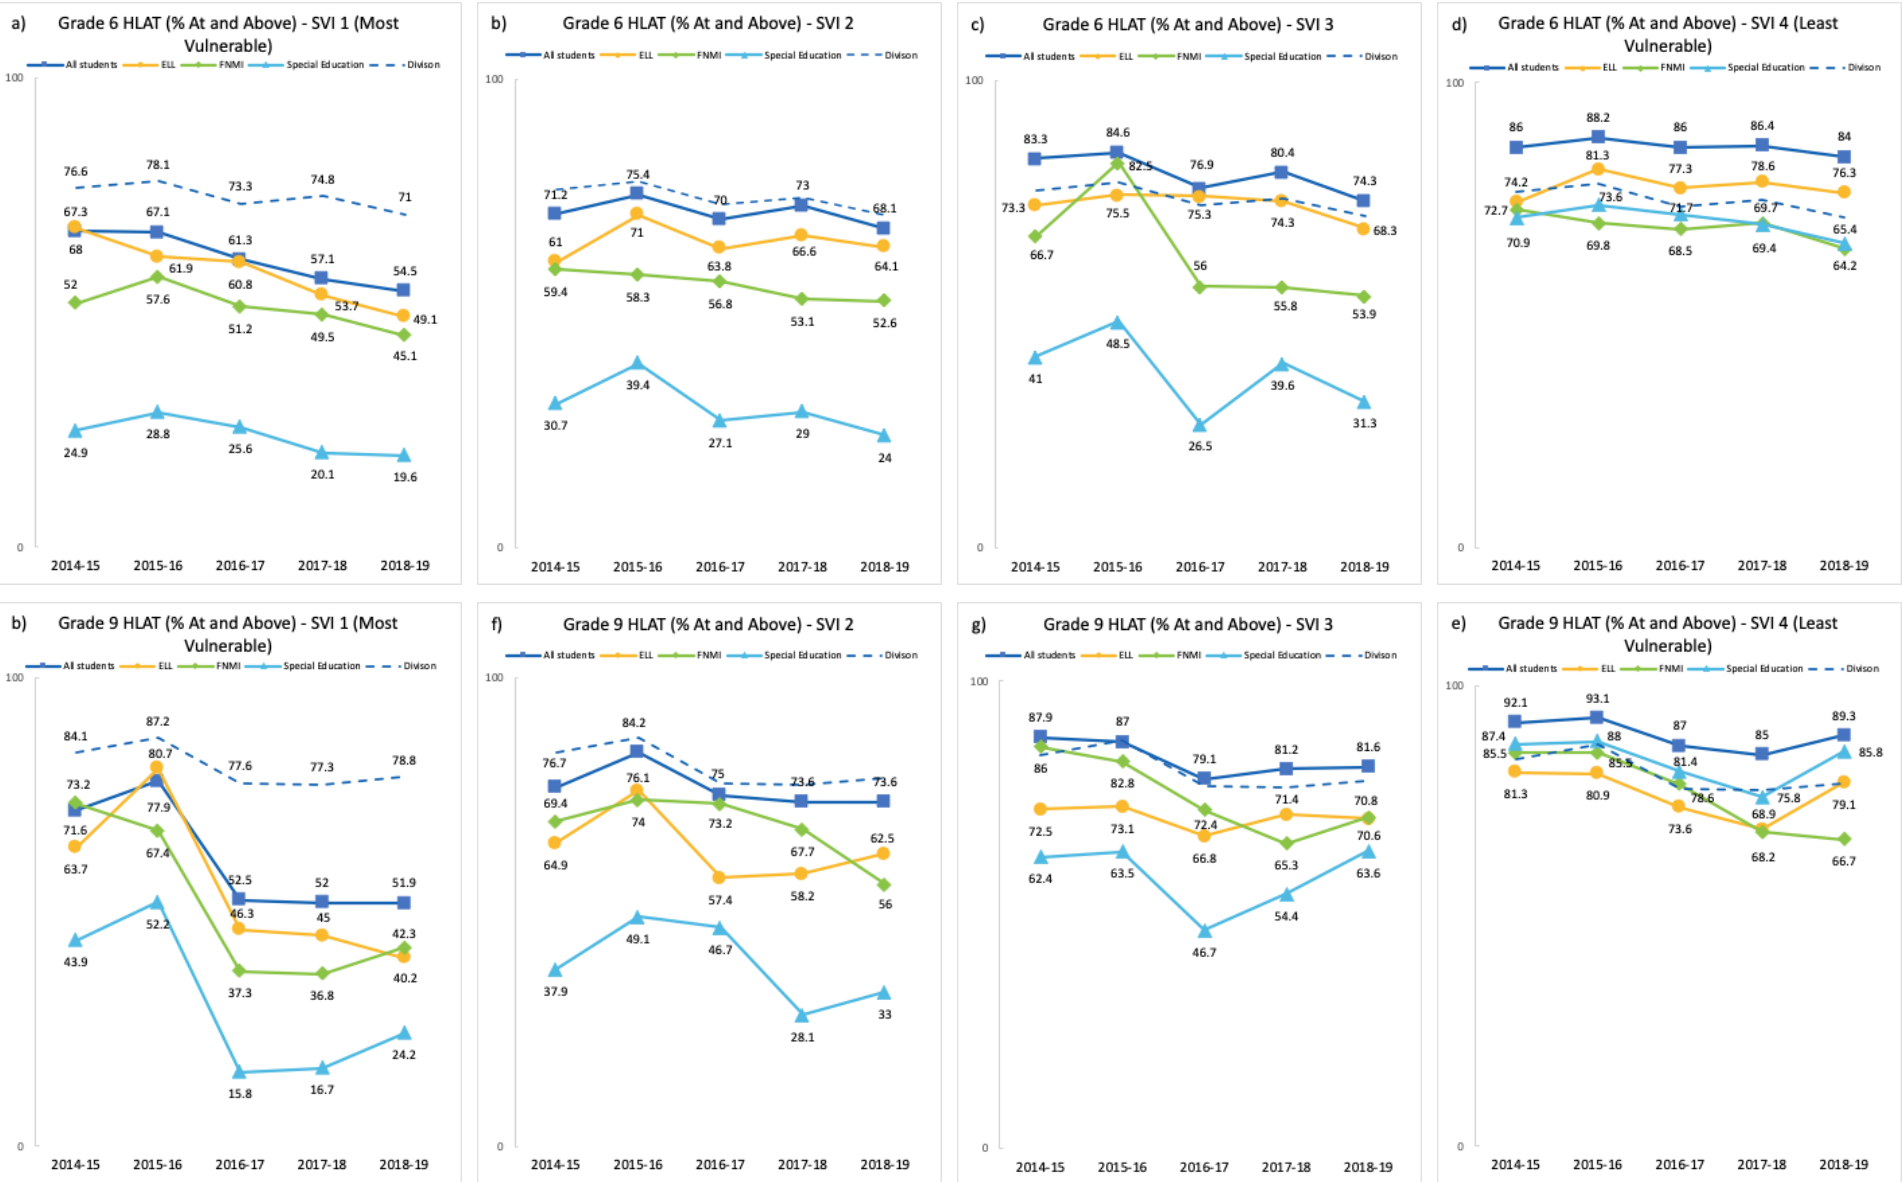 a) Grade 6 HLAT (% At and Above) - SVI 1 (Most
Vulnerable)
All students ELL FNMI Special Education Divison
100
76.6 78.1 73.3 74.8 71
67.3 67.1 61.3 57.1 54.5
68 61.9 60.8 53.7 49.1
52 57.6 51.2 49.5 45.1
24.9 28.8 25.6 20.1 19.6
0
2014-15 2015-16 2016-17 2017-18 2018-19
b) Grade 6 HLAT (% At and Above) - SVI 2
All students ELL FNMI Special Education Divison
100
71.2 75.4 70 73 68.1
61 71 63.8 66.6 64.1
59.4 58.3 56.8 53.1 52.6
30.7 39.4 27.1 29 24
0
2014-15 2015-16 2016-17 2017-18 2018-19
c) Grade 6 HLAT (% At and Above) - SVI 3
All students ELL FNMI Special Education Divison
100
83.3 84.6 76.9 80.4 74.3
82.5
73.3 75.5 75.3 74.3 68.3
66.7 56 55.8 53.9
41 48.5 26.5 39.6 31.3
0
2014-15 2015-16 2016-17 2017-18 2018-19
d) Grade 6 HLAT (% At and Above) - SVI 4 (Least
Vulnerable)
All students ELL FNMI Special Education Divison
100
86 88.2 86 86.4 84
74.2 81.3 77.3 78.6 76.3
72.7 73.6 71.7 69.7 65.4
70.9 69.8 68.5 69.4 64.2
0
2014-15 2015-16 2016-17 2017-18 2018-19
b) Grade 9 HLAT (% At and Above) - SVI 1 (Most
Vulnerable)
All students ELL FNMI Special Education Divison
100
84.1 87.2 77.6 77.3 78.8
73.2 80.7
71.6 77.9 52.5 52 51.9
63.7 67.4 46.3 45 42.3
37.3 36.8 40.2
43.9 52.2 15.8 16.7 24.2
0
2014-15 2015-16 2016-17 2017-18 2018-19
f) Grade 9 HLAT (% At and Above) - SVI 2
All students ELL FNMI Special Education Divison
100
76.7 84.2 75 73.6 73.6
69.4 76.1 73.2 67.7 62.5
64.9 74 57.4 58.2 56
37.9 49.1 46.7 28.1 33
0
2014-15 2015-16 2016-17 2017-18 2018-19
g) Grade 9 HLAT (% At and Above) - SVI 3
All students ELL FNMI Special Education Divison
100
87.9 87 79.1 81.2 81.6
86 82.8 72.4 71.4 70.8
72.5 73.1 66.8 65.3 70.6
62.4 63.5 46.7 54.4 63.6
0
2014-15 2015-16 2016-17 2017-18 2018-19
e) Grade 9 HLAT (% At and Above) - SVI 4 (Least
Vulnerable)
All students ELL FNMI Special Education Divison
100
92.1 93.1 87 85 89.3
87.4 88 81.4 75.8 85.8
85.5 85.5 78.6 68.9 79.1
81.3 80.9 73.6 68.2 66.7
0
2014-15 2015-16 2016-17 2017-18 2018-19